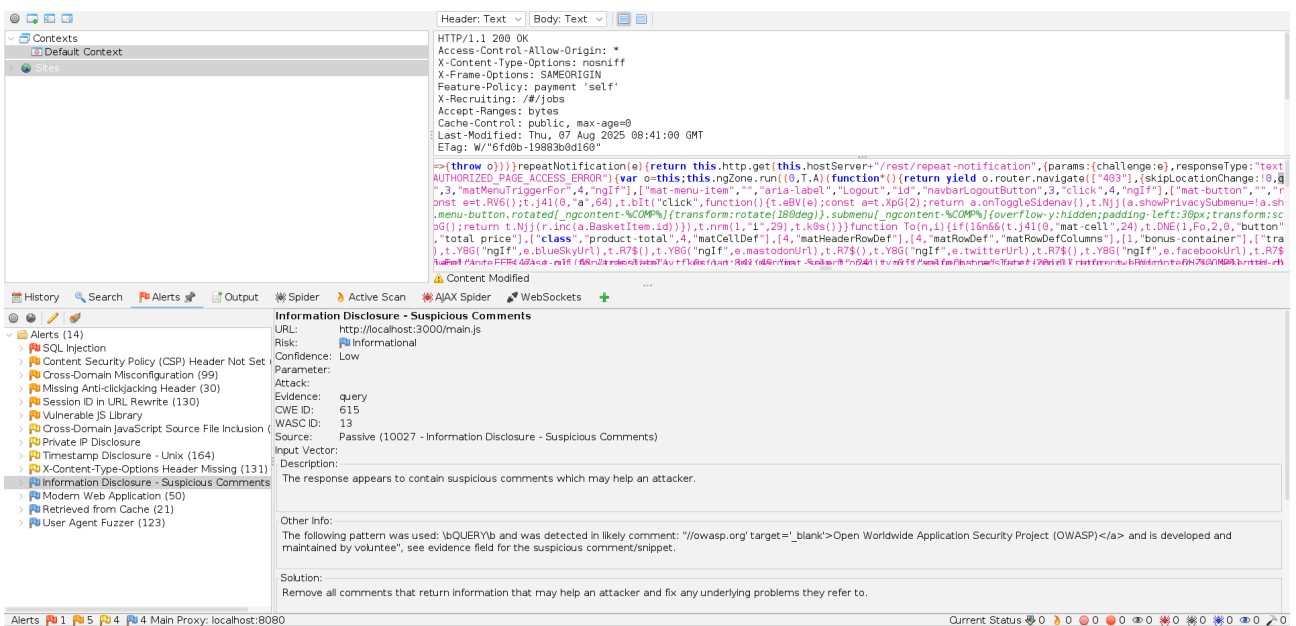 Header: Text
Body: Text
Contexts
Default Context
Sites
HTTP/1.1 200 OK
Access-Control-Allow-Origin: *
X-Content-Type-Options: nosniff
X-Frame-Options: SAMEORIGIN
Feature-Policy: payment 'self'
X-Recruiting: /#/jobs
Accept-Ranges: bytes
Cache-Control: public, max-age=0
Last-Modified: Thu, 07 Aug 2025 08:41:00 GMT
ETag: W/"6fd0b-19883b0d160"
=>{throw o}))}repeatNotification(e){return this.http.get(this.hostServer+"/rest/repeat-notification",{params:{challenge:e},responseType:"text
AUTHORIZED_PAGE_ACCESS_ERROR"){var o=this;this.ngZone.run((0,T.A)(function*(){return yield o.router.navigate(["403"],{skipLocationChange:!0,q
",3,"matMenuTriggerFor",4,"ngIf"],["mat-menu-item","","aria-label","Logout","id","navbarLogoutButton",3,"click",4,"ngIf"],["mat-button","","r
onst e=t.RV6();t.j41(0,"a",64),t.bIt("click",function(){t.eBV(e);const a=t.XpG(2);return a.onToggleSidenav(),t.Njj(a.showPrivacySubmenu=!a.sh
.menu-button.rotated[_ngcontent-%COMP%]{transform:rotate(180deg)}.submenu[_ngcontent-%COMP%]{overflow-y:hidden;padding-left:30px;transform:sc
pG();return t.Njj(r.inc(a.BasketItem.id))}),t.nrm(1,"i",29),t.k0s()}}function To(n,i){if(1&n&&(t.j41(0,"mat-cell",24),t.DNE(1,Fo,2,0,"button"
,"total price"],["class","product-total",4,"matCellDef"],[4,"matHeaderRowDef"],[4,"matRowDef","matRowDefColumns"],[1,"bonus-container"],["tra
),t.Y8G("ngIf",e.blueSkyUrl),t.R7$(),t.Y8G("ngIf",e.mastodonUrl),t.R7$(),t.Y8G("ngIf",e.twitterUrl),t.R7$(),t.Y8G("ngIf",e.facebookUrl),t.R7$
Content Modified
History
Search
Alerts
Output
Spider
Active Scan
AJAX Spider
WebSockets
Alerts (14)
SQL Injection
Content Security Policy (CSP) Header Not Set (
Cross-Domain Misconfiguration (99)
Missing Anti-clickjacking Header (30)
Session ID in URL Rewrite (130)
Vulnerable JS Library
Cross-Domain JavaScript Source File Inclusion (
Private IP Disclosure
Timestamp Disclosure - Unix (164)
X-Content-Type-Options Header Missing (131)
Information Disclosure - Suspicious Comments
Modern Web Application (50)
Retrieved from Cache (21)
User Agent Fuzzer (123)
Information Disclosure - Suspicious Comments
URL: http://localhost:3000/main.js
Risk: Informational
Confidence: Low
Parameter:
Attack:
Evidence: query
CWE ID: 615
WASC ID: 13
Source: Passive (10027 - Information Disclosure - Suspicious Comments)
Input Vector:
Description:
The response appears to contain suspicious comments which may help an attacker.
Other Info:
The following pattern was used: \bQUERY\b and was detected in likely comment: "//owasp.org' target='_blank'>Open Worldwide Application Security Project (OWASP)</a> and is developed and
maintained by voluntee", see evidence field for the suspicious comment/snippet.
Solution:
Remove all comments that return information that may help an attacker and fix any underlying problems they refer to.
Alerts 1 5 4 4 Main Proxy: localhost:8080
Current Status 0 0 0 0 0 0 0 0 0 0